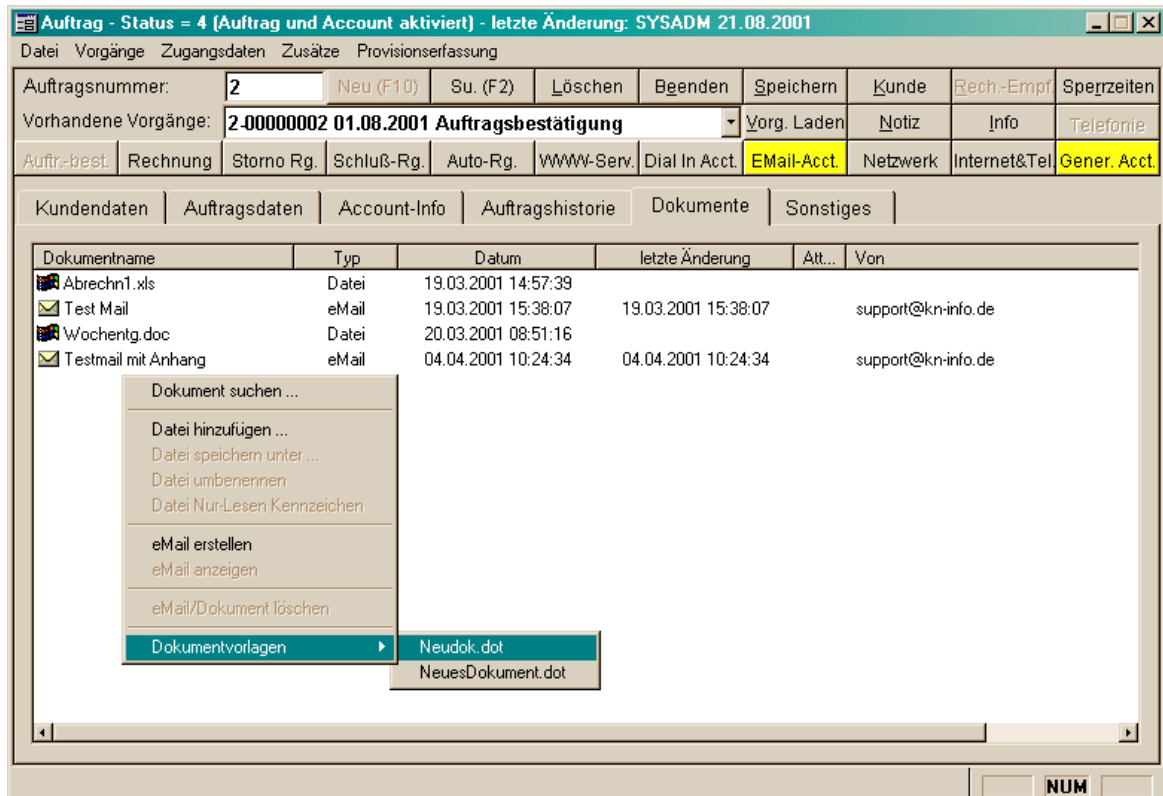 Auftrag - Status = 4 (Auftrag und Account aktiviert) - letzte Änderung: SYSADM 21.08.2001
Datei Vorgänge Zugangsdaten Zusätze Provisionserfassung
Auftragsnummer: 2 Neu (F10) Su. (F2) Löschen Beenden Speichern Kunde Rech.-Empf. Sperrzeiten
Vorhandene Vorgänge: 2-00000002 01.08.2001 Auftragsbestätigung Vorg. Laden Notiz Info Telefonie
Auftr.-best. Rechnung Storno Rg. Schluß-Rg. Auto-Rg. WWW-Serv. Dial In Acct. EMail-Acct. Netzwerk Internet&Tel. Gener. Acct.
Kundendaten Auftragsdaten Account-Info Auftragshistorie Dokumente Sonstiges
Dokumentname Typ Datum letzte Änderung Att... Von
Abrechn1.xls Datei 19.03.2001 14:57:39
Test Mail eMail 19.03.2001 15:38:07 19.03.2001 15:38:07 support@kn-info.de
Wochentg.doc Datei 20.03.2001 08:51:16
Testmail mit Anhang eMail 04.04.2001 10:24:34 04.04.2001 10:24:34 support@kn-info.de
Dokument suchen ...
Datei hinzufügen ...
Datei speichern unter ...
Datei umbenennen
Datei Nur-Lesen Kennzeichen
eMail erstellen
eMail anzeigen
eMail/Dokument löschen
Dokumentvorlagen Neudok.dot
NeuesDokument.dot
NUM